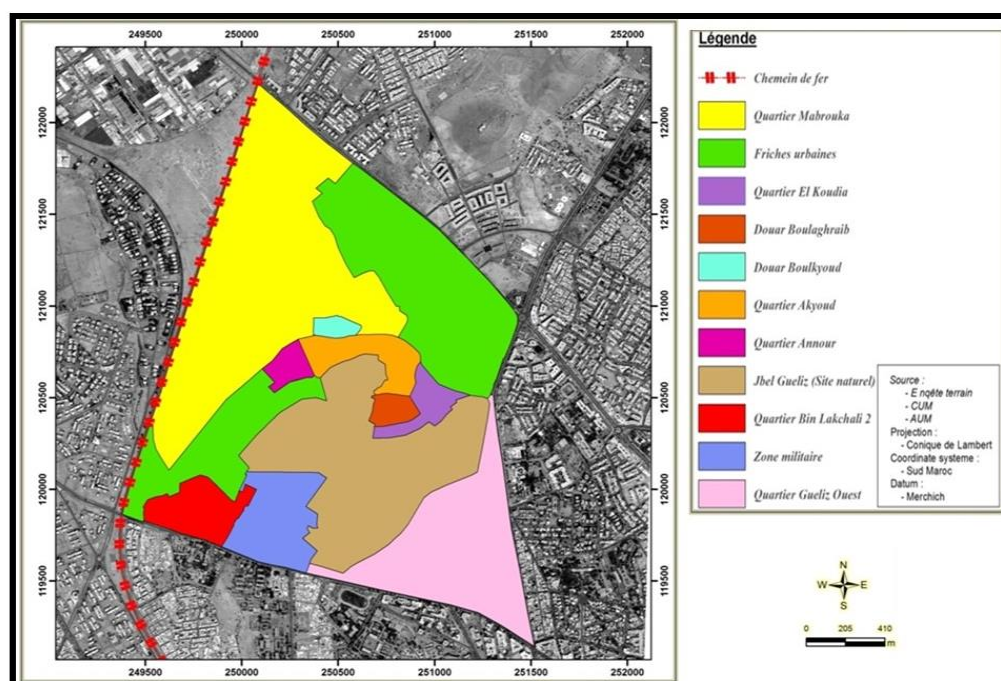 249500 250000 250500 251000 251500 252000
122000
121500
121000
120500
120000
119500
122000
121500
121000
120500
120000
119500
249500 250000 250500 251000 251500 252000
Légende
Chemein de fer
Quartier Mabrouka
Friches urbaines
Quartier El Koudia
Douar Boulaghraib
Douar Boulkyoud
Quartier Akyoud
Quartier Annour
Jbel Gueliz (Site naturel)
Quartier Bin Lakchali 2
Zone militaire
Quartier Gueliz Ouest
Source :
- E nqête terrain
- CUM
- AUM
Projection :
- Conique de Lambert
Coordinate systeme :
- Sud Maroc
Datum :
- Merchich
N
W E
S
0 205 410
m